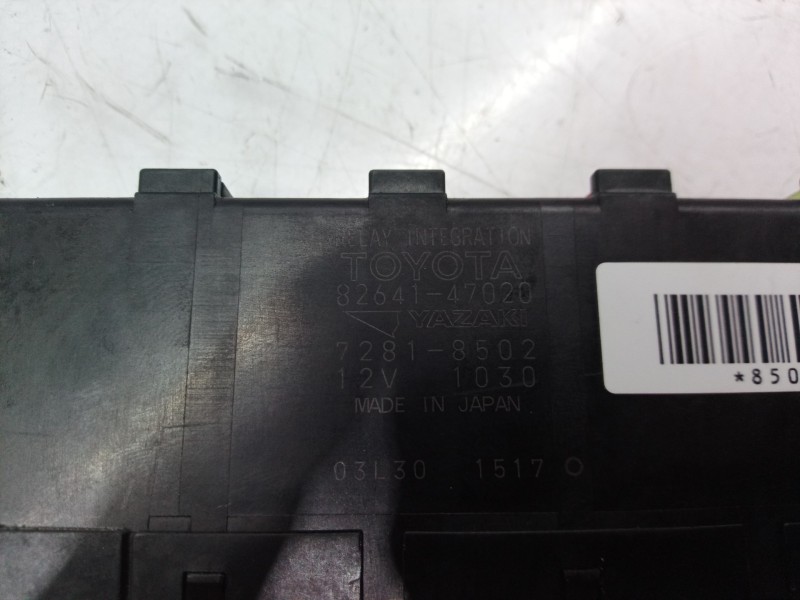 RELAY INTEGRATION
TOYOTA
82641-47020
YAZAKI
7281-8502
12V 1030
MADE IN JAPAN
03L30 1517
*850